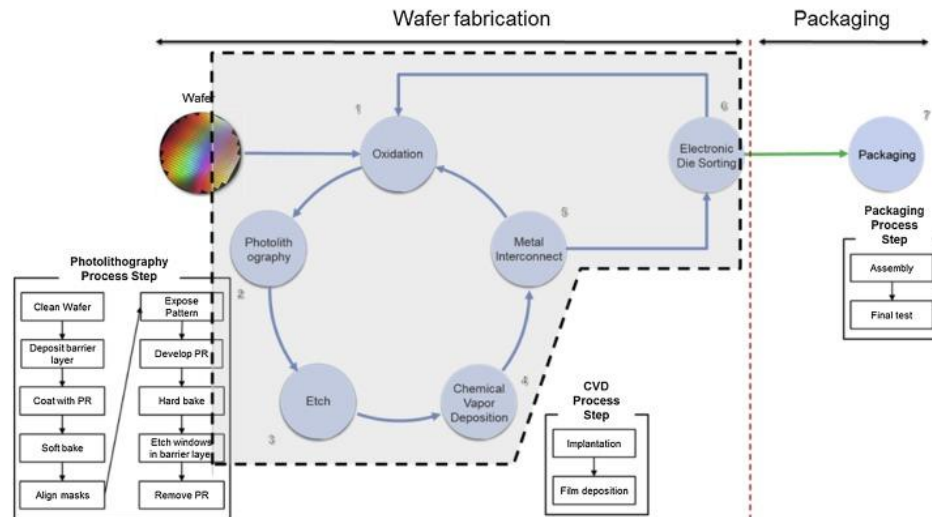 Wafer fabrication
Packaging
Wafer
1
Oxidation
6
Electronic
Die Sorting
7
Packaging
Photolith
ography
2
Metal
Interconnect
5
Etch
3
Chemical
Vapor
Deposition
4
Photolithography
Process Step
Clean Wafer
Deposit barrier
layer
Coat with PR
Soft bake
Align masks
Expose
Pattern
Develop PR
Hard bake
Etch windows
in barrier layer
Remove PR
CVD
Process
Step
Implantation
Film deposition
Packaging
Process
Step
Assembly
Final test